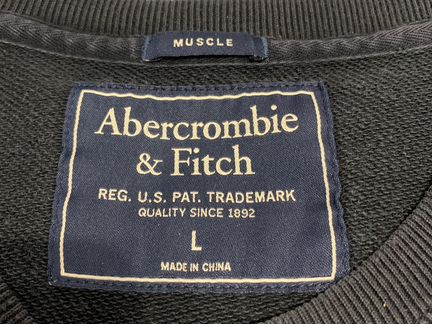 MUSCLE
Abercrombie
& Fitch
REG. U.S. PAT. TRADEMARK
QUALITY SINCE 1892
L
MADE IN CHINA